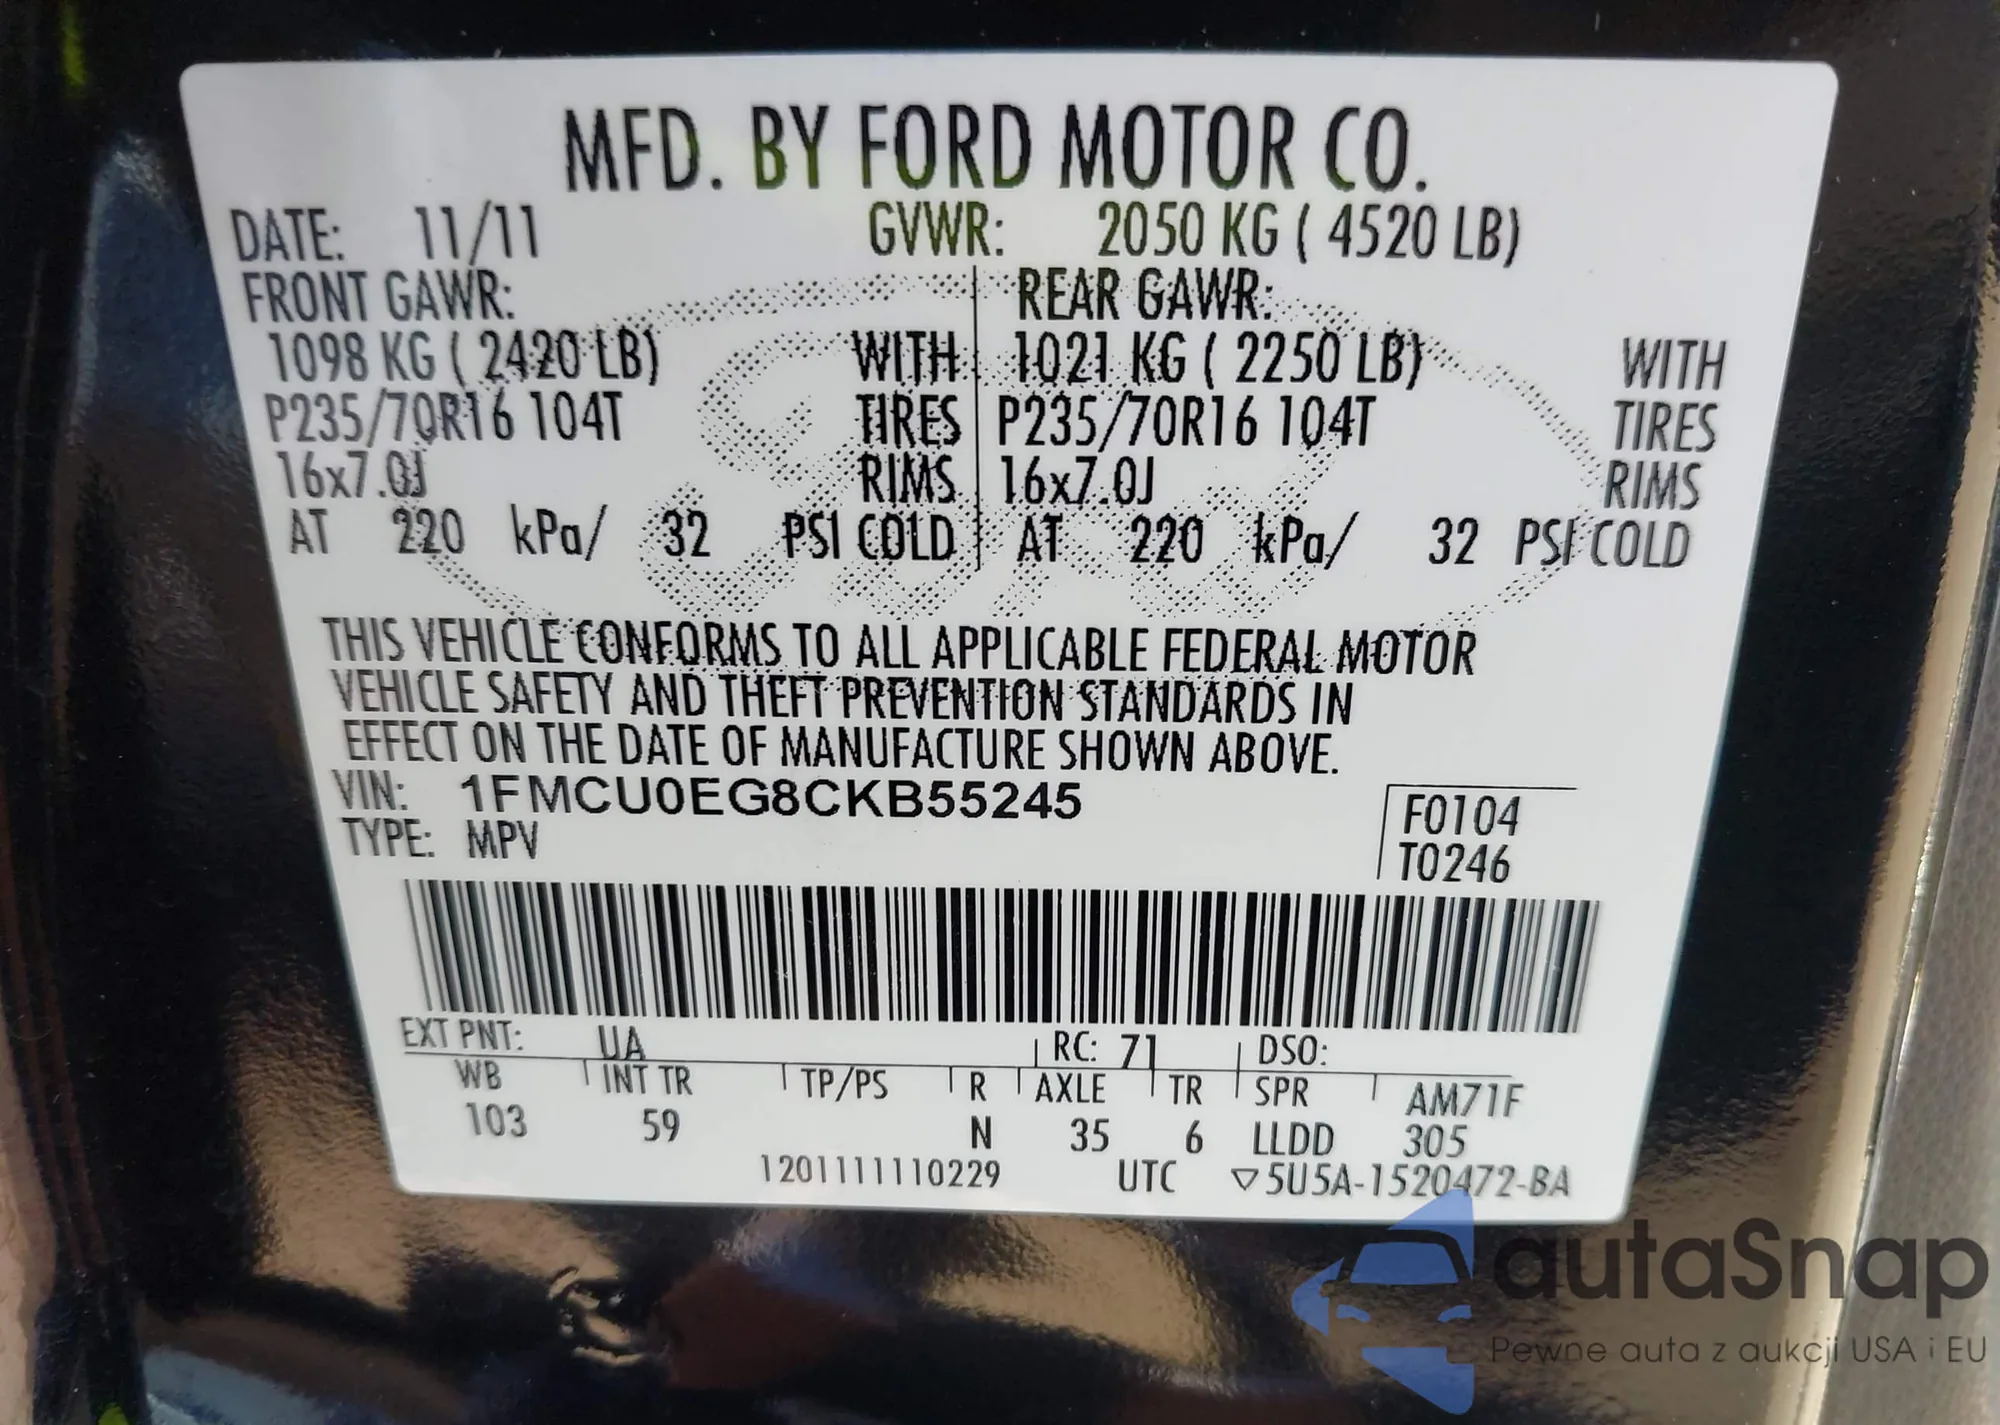 MFD. BY FORD MOTOR CO.
DATE: 11/11 GVWR: 2050 KG ( 4520 LB)
FRONT GAWR: REAR GAWR:
1098 KG ( 2420 LB) WITH 1021 KG ( 2250 LB) WITH
P235/70R16 104T TIRES P235/70R16 104T TIRES
16x7.0J RIMS 16x7.0J RIMS
AT 220 kPa/ 32 PSI COLD AT 220 kPa/ 32 PSI COLD
THIS VEHICLE CONFORMS TO ALL APPLICABLE FEDERAL MOTOR
VEHICLE SAFETY AND THEFT PREVENTION STANDARDS IN
EFFECT ON THE DATE OF MANUFACTURE SHOWN ABOVE.
VIN: 1FMCU0EG8CKB55245 F0104
TYPE: MPV T0246
EXT PNT: UA RC: 71 DSO:
WB INT TR TP/PS R AXLE TR SPR AM71F
103 59 N 35 6 LLDD 305
1201111110229 UTC ▽5U5A-1520472-BA
autaSnap
Pewne auta z aukcji USA i EU